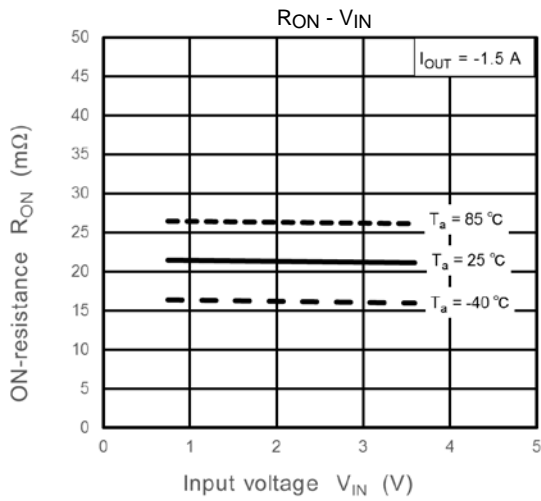 RON - VIN
IOUT = -1.5 A
ON-resistance RON (mΩ)
50
45
40
35
30
25
20
15
10
5
0
Ta = 85 °C
Ta = 25 °C
Ta = -40 °C
0 1 2 3 4 5
Input voltage VIN (V)